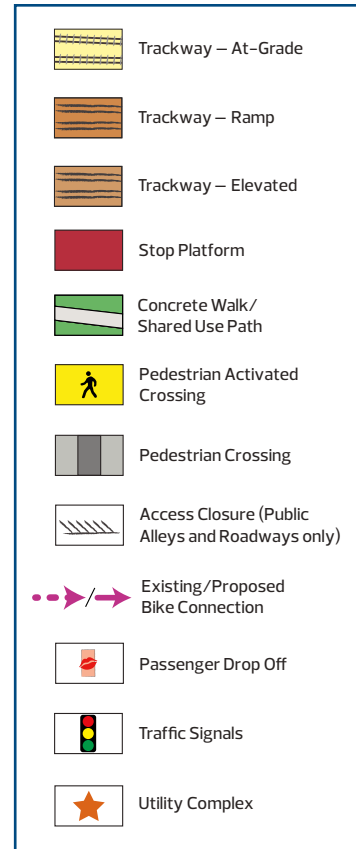 Trackway – At-Grade
Trackway – Ramp
Trackway – Elevated
Stop Platform
Concrete Walk/
Shared Use Path
Pedestrian Activated
Crossing
Pedestrian Crossing
Access Closure (Public
Alleys and Roadways only)
Existing/Proposed
Bike Connection
Passenger Drop Off
Traffic Signals
Utility Complex